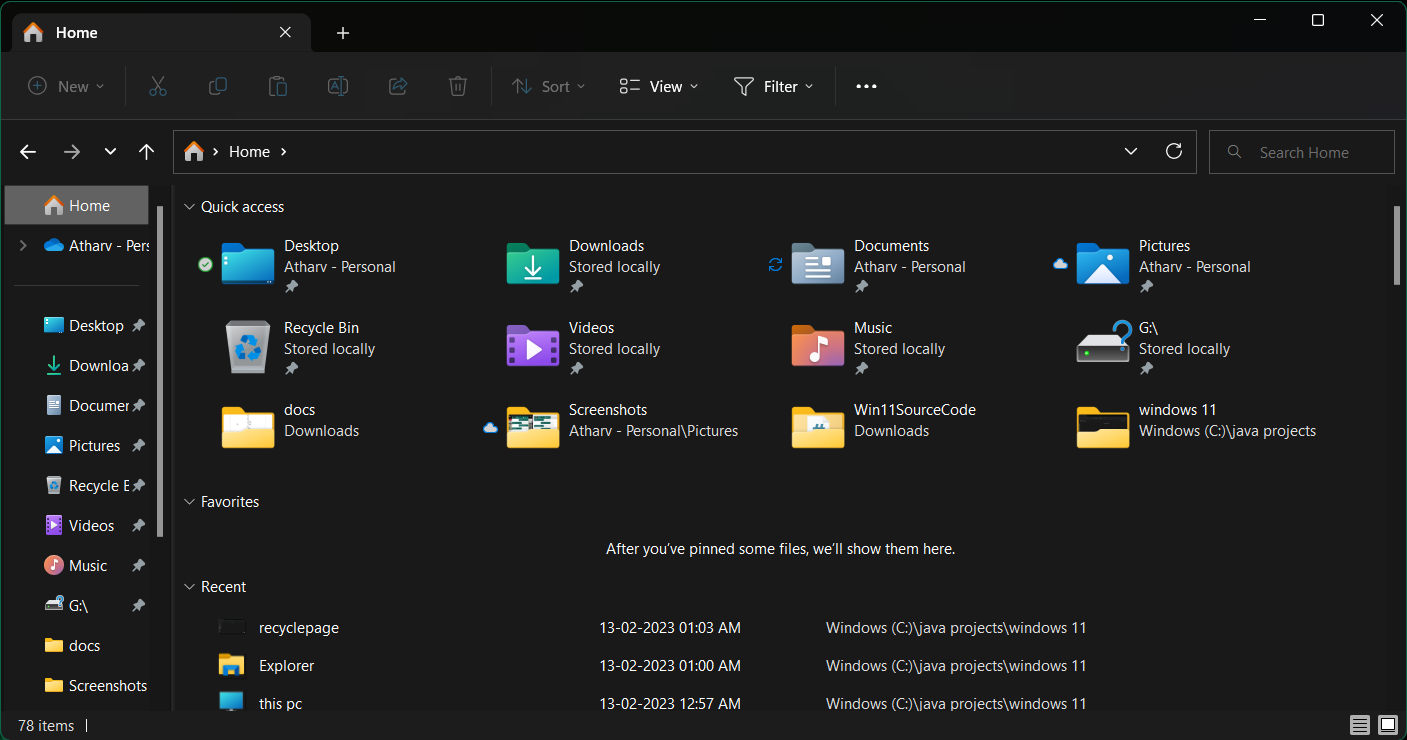 Home
New
Sort
View
Filter
Home
Search Home
Home
Atharv - Pers
Desktop
Downloa
Documer
Pictures
Recycle B
Videos
Music
G:\
docs
Screenshots
Quick access
Desktop
Atharv - Personal
Downloads
Stored locally
Documents
Atharv - Personal
Pictures
Atharv - Personal
Recycle Bin
Stored locally
Videos
Stored locally
Music
Stored locally
G:\
Stored locally
docs
Downloads
Screenshots
Atharv - Personal\Pictures
Win11SourceCode
Downloads
windows 11
Windows (C:)\java projects
Favorites
After you've pinned some files, we'll show them here.
Recent
recyclepage 13-02-2023 01:03 AM Windows (C:)\java projects\windows 11
Explorer 13-02-2023 01:00 AM Windows (C:)\java projects\windows 11
this pc 13-02-2023 12:57 AM Windows (C:)\java projects\windows 11
78 items